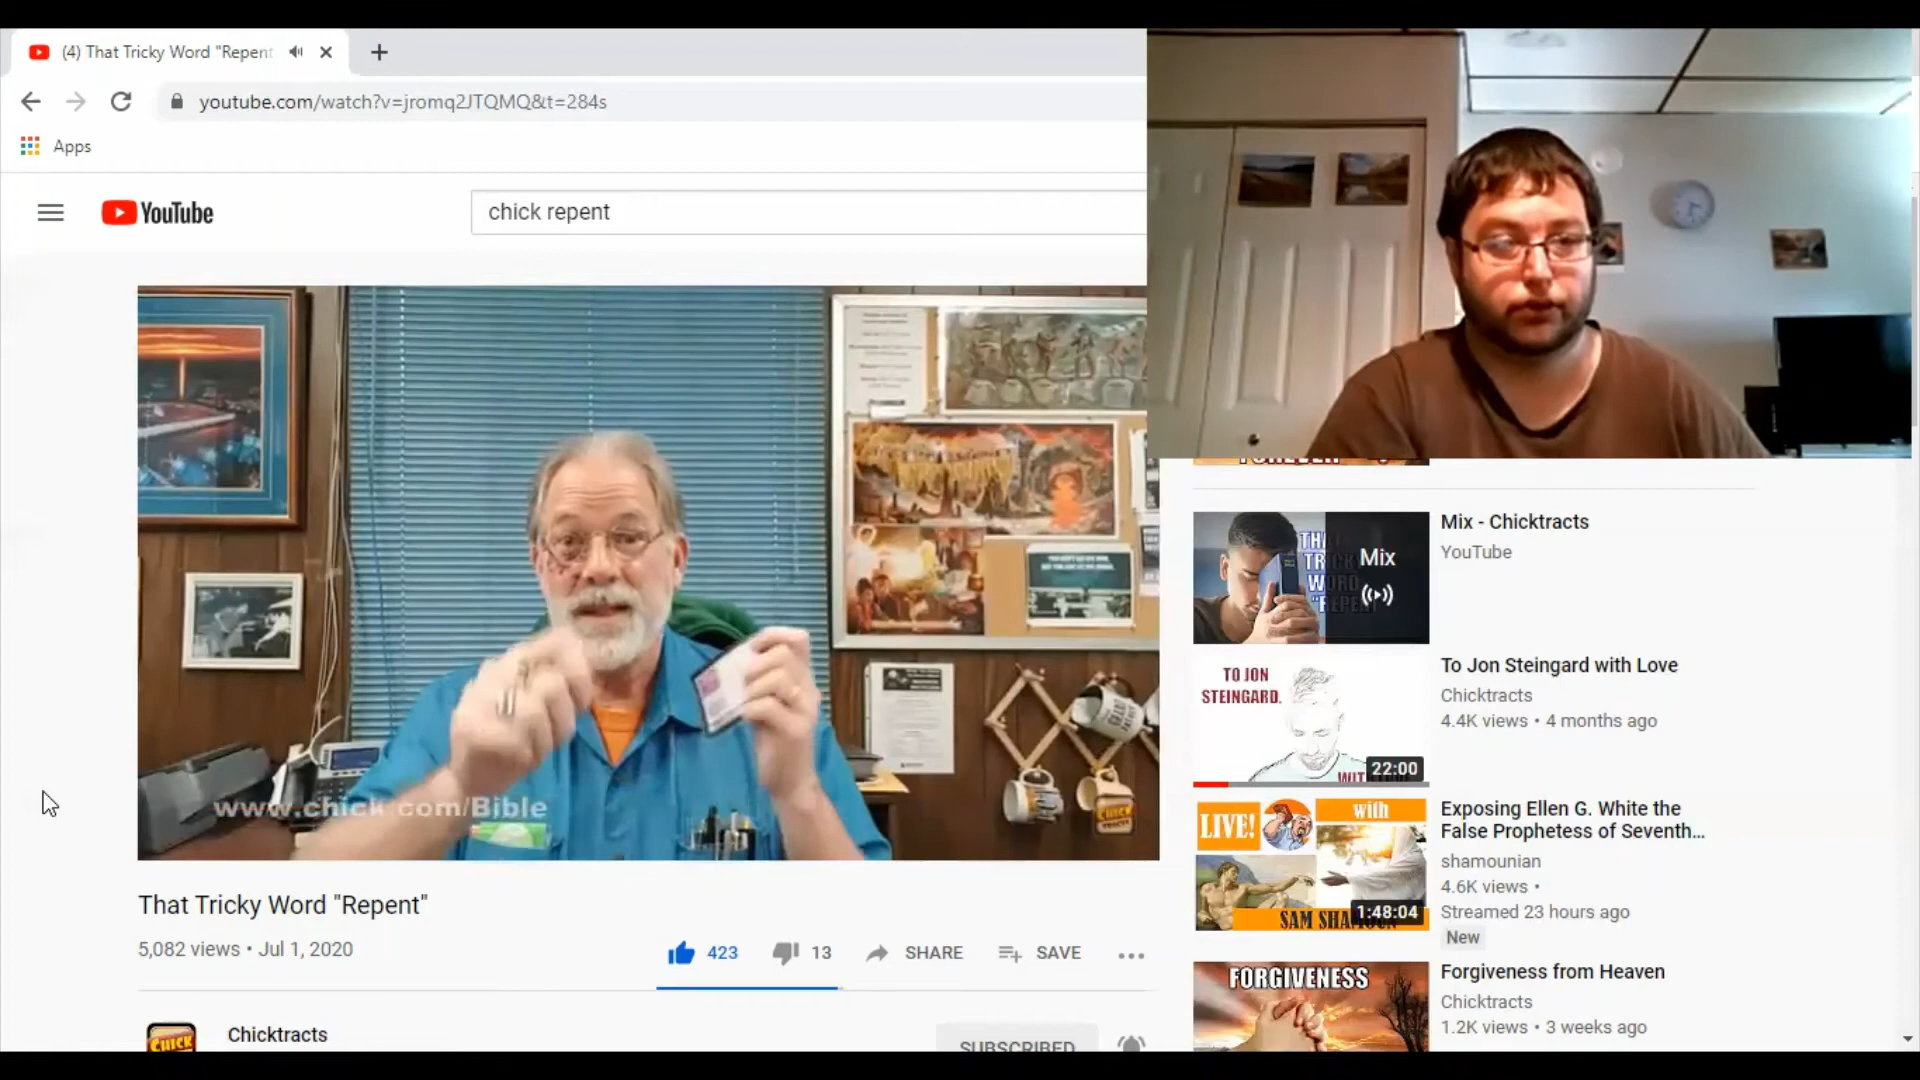 (4) That Tricky Word "Repent
youtube.com/watch?v=jromq2JTQMQ&t=284s
Apps
YouTube
chick repent
www.chick.com/Bible
That Tricky Word "Repent"
5,082 views • Jul 1, 2020
423
13
SHARE
SAVE
Chicktracts
CHICK
SUBSCRIBED
Mix
Mix - Chicktracts
YouTube
TO JON
STEINGARD.
22:00
To Jon Steingard with Love
Chicktracts
4.4K views • 4 months ago
LIVE!
with
1:48:04
Exposing Ellen G. White the
False Prophetess of Seventh...
shamounian
4.6K views •
Streamed 23 hours ago
New
FORGIVENESS
Forgiveness from Heaven
Chicktracts
1.2K views • 3 weeks ago